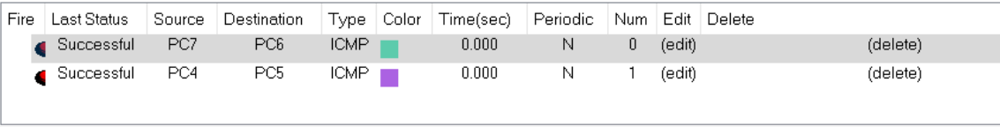 Fire Last Status Source Destination Type Color Time(sec) Periodic Num Edit Delete
Successful PC7 PC6 ICMP 0.000 N 0 (edit) (delete)
Successful PC4 PC5 ICMP 0.000 N 1 (edit) (delete)